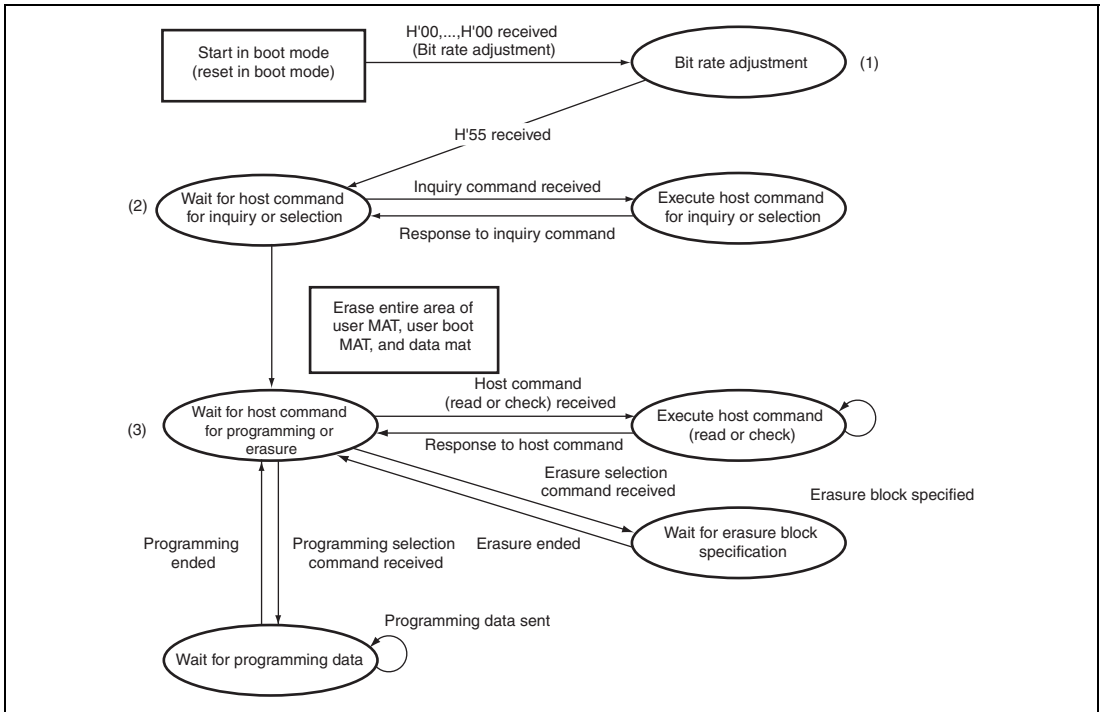 Start in boot mode
(reset in boot mode)
H'00,...,H'00 received
(Bit rate adjustment)
Bit rate adjustment
(1)
H'55 received
(2)
Wait for host command
for inquiry or selection
Inquiry command received
Response to inquiry command
Execute host command
for inquiry or selection
Erase entire area of
user MAT, user boot
MAT, and data mat
(3)
Wait for host command
for programming or
erasure
Host command
(read or check) received
Response to host command
Execute host command
(read or check)
Erasure selection
command received
Erasure block specified
Erasure ended
Wait for erasure block
specification
Programming
ended
Programming selection
command received
Programming data sent
Wait for programming data